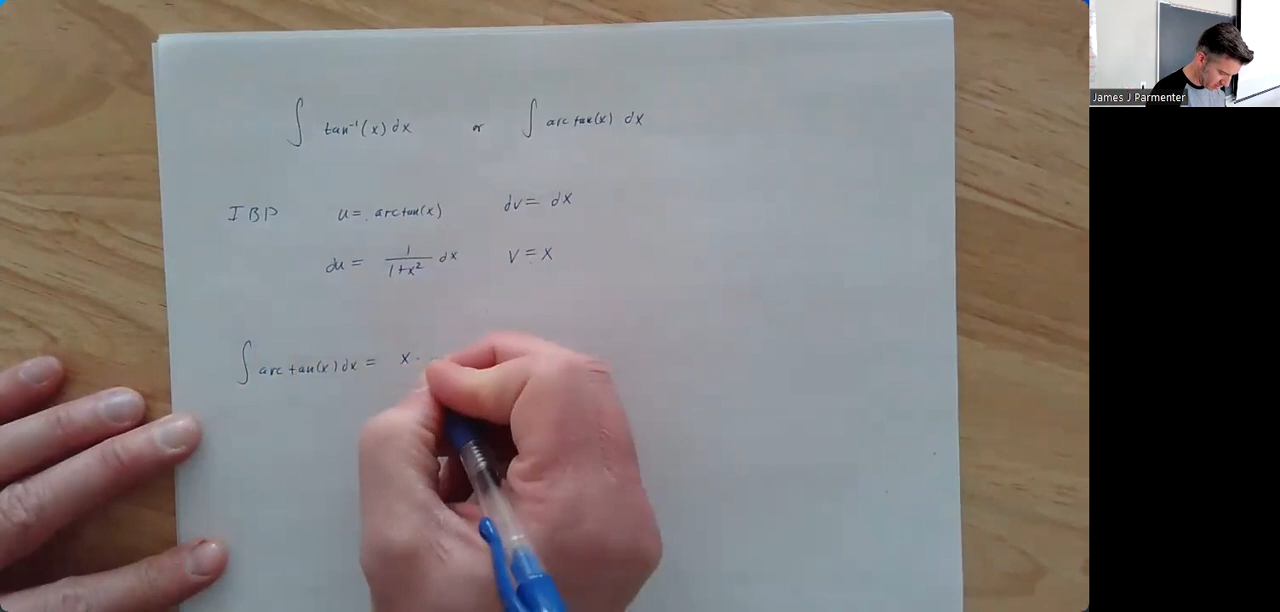 ∫ tan⁻¹(x) dx or ∫ arctan(x) dx
IBP u = arctan(x) dv = dx
du = 1/(1+x²) dx v = x
∫ arctan(x) dx = x ·
James J Parmenter